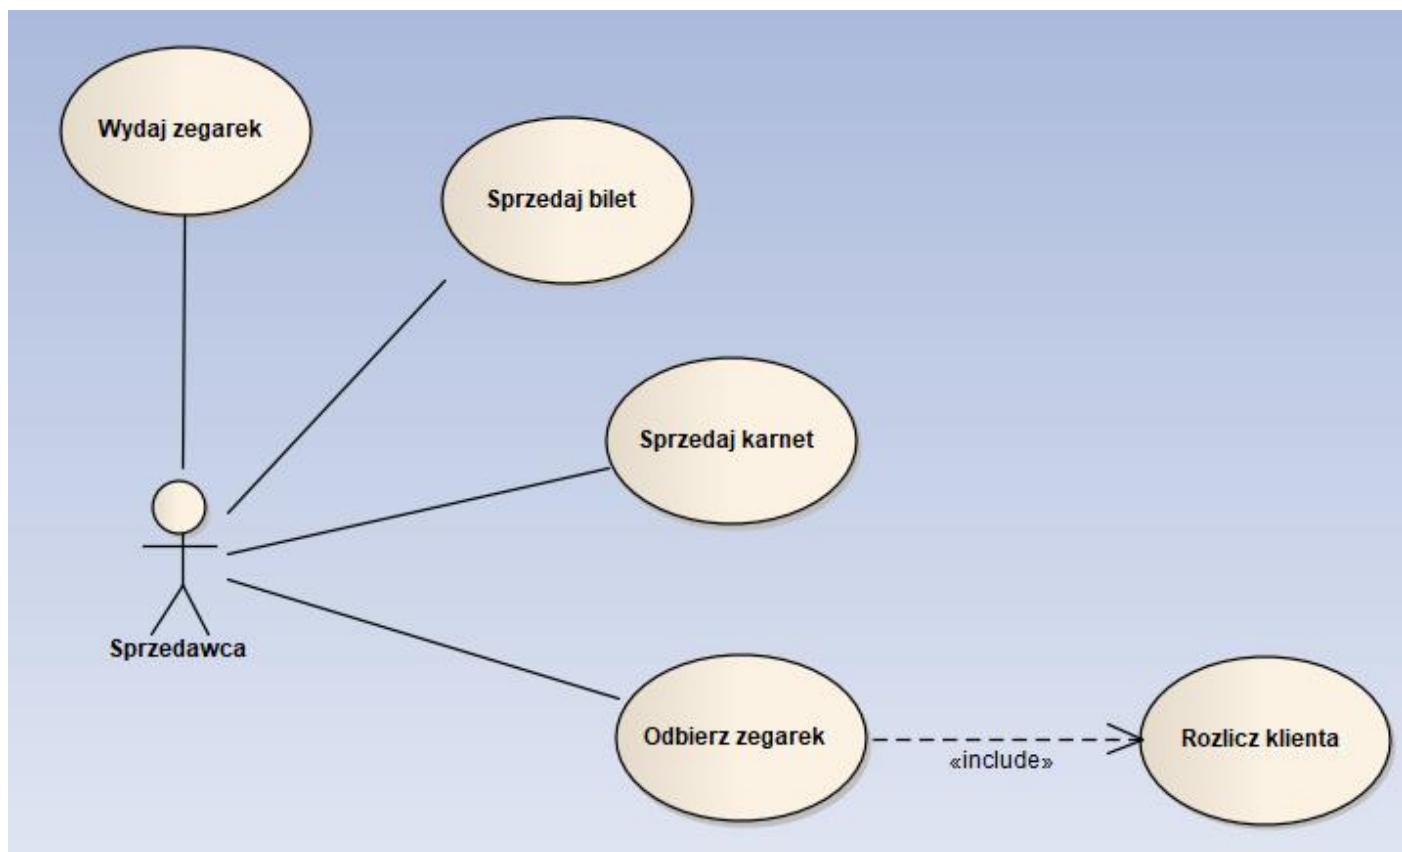 Wydaj zegarek
Sprzedaj bilet
Sprzedaj karnet
Sprzedawca
Odbierz zegarek
«include»
Rozlicz klienta